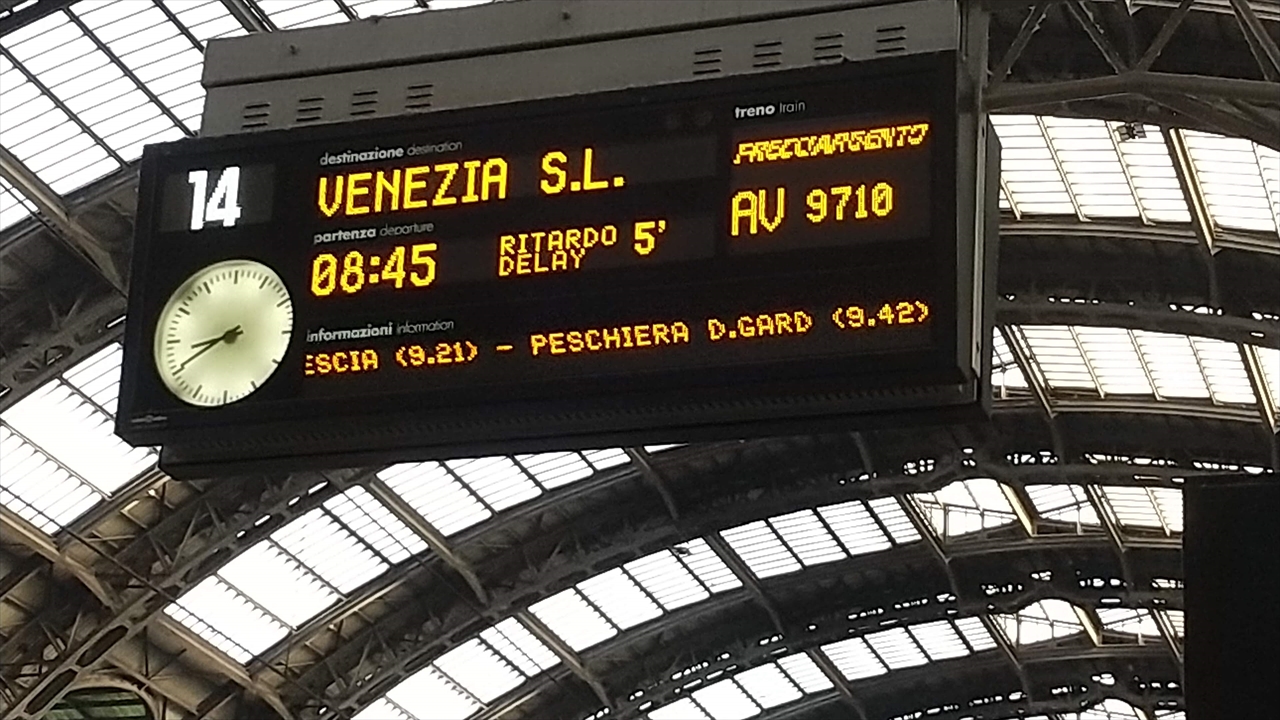 14
destinazione destination
VENEZIA S.L.
treno train
FRECCIARGENTO
AV 9710
partenza departure
08:45
RITARDO 5'
DELAY
informazioni information
ESCIA (9.21) - PESCHIERA D.GARD (9.42)